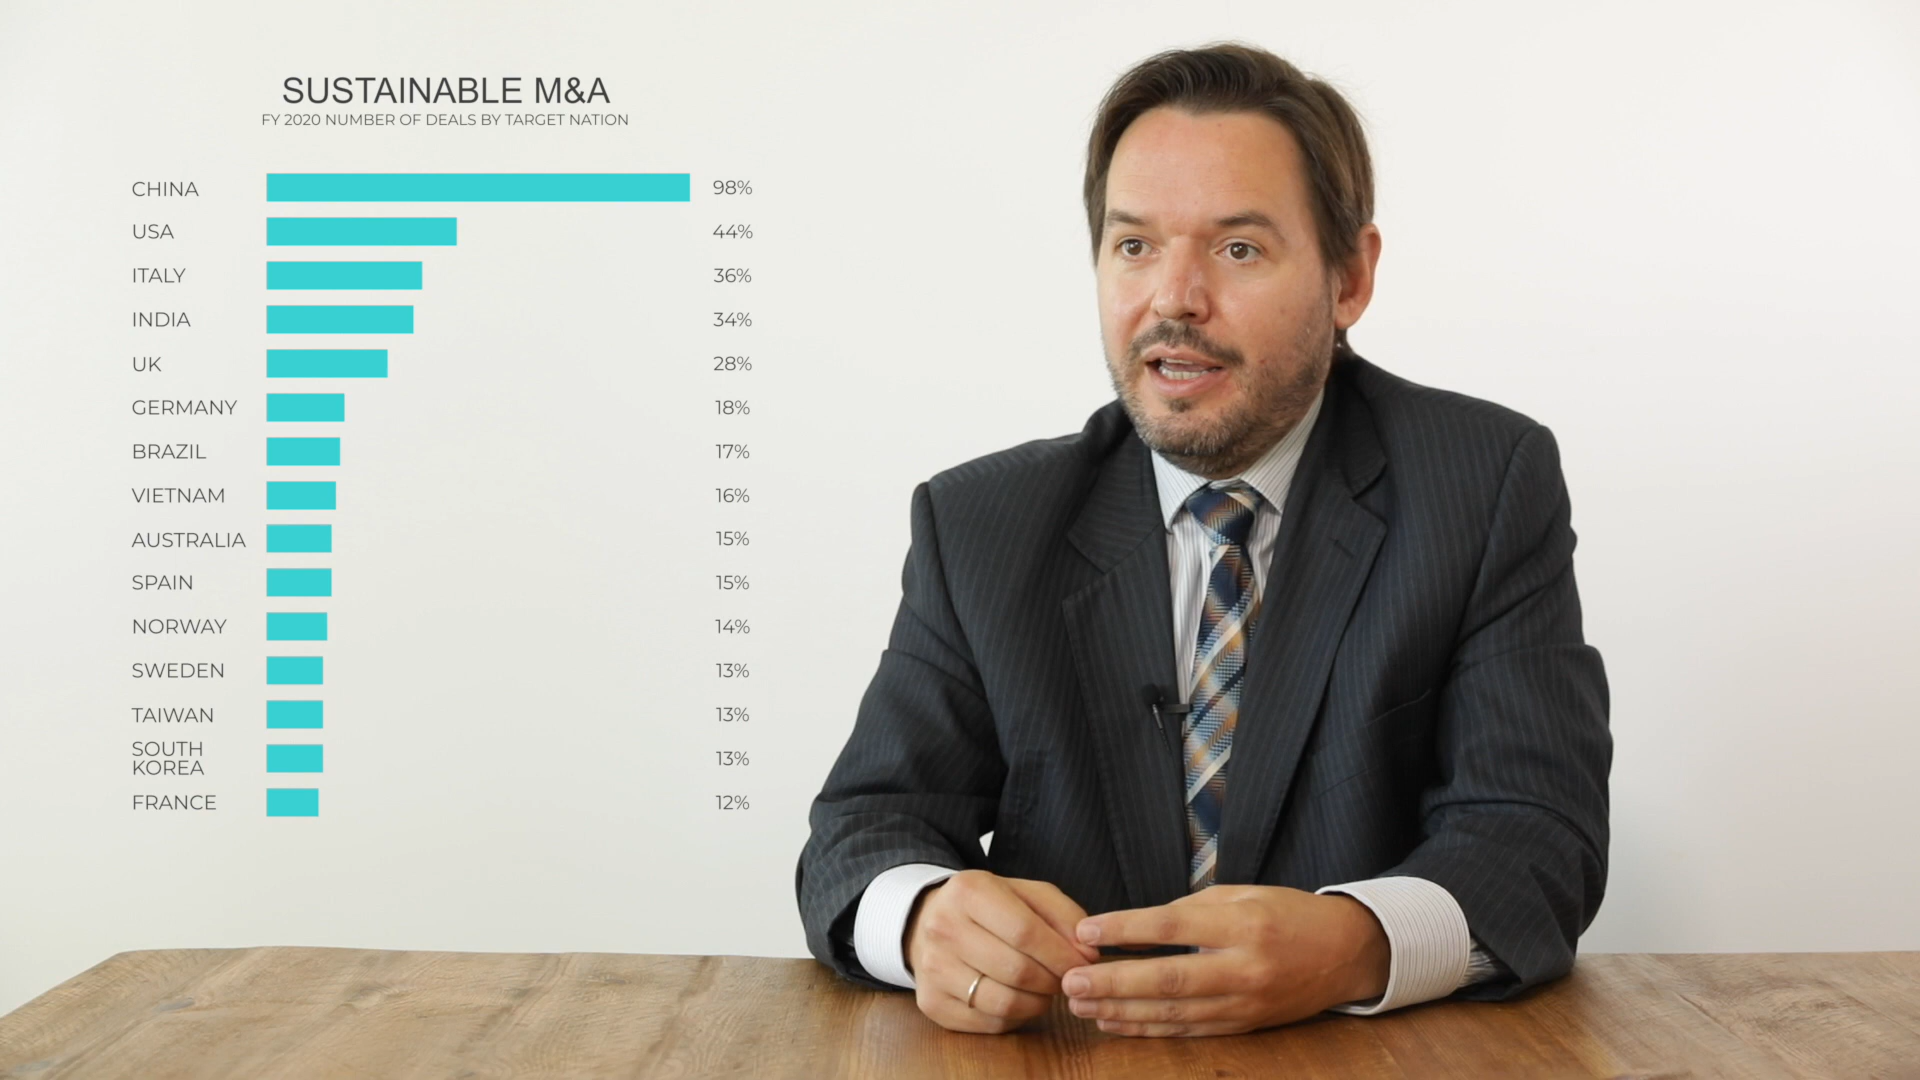 SUSTAINABLE M&A
FY 2020 NUMBER OF DEALS BY TARGET NATION
CHINA 98%
USA 44%
ITALY 36%
INDIA 34%
UK 28%
GERMANY 18%
BRAZIL 17%
VIETNAM 16%
AUSTRALIA 15%
SPAIN 15%
NORWAY 14%
SWEDEN 13%
TAIWAN 13%
SOUTH
KOREA 13%
FRANCE 12%